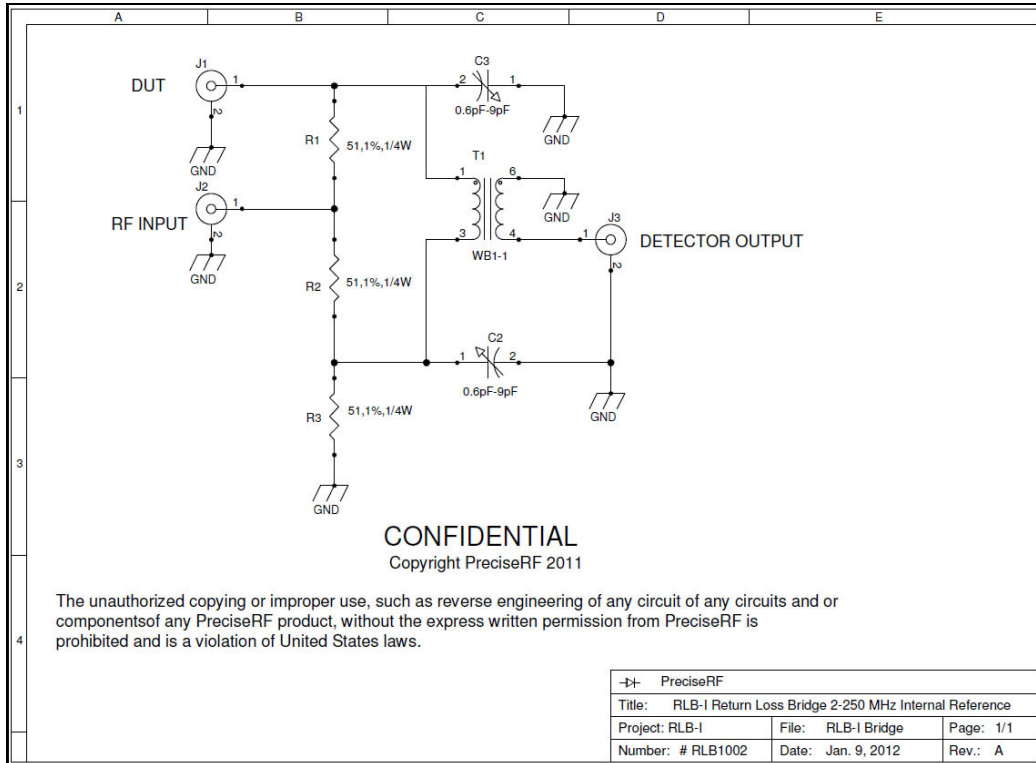 A B C D E
1
2
3
4
DUT
J1
1
2
GND
RF INPUT
J2
1
2
GND
R1
51,1%,1/4W
R2
51,1%,1/4W
R3
51,1%,1/4W
GND
C3
2 1
0.6pF-9pF
GND
T1
1 6
3 4
WB1-1
GND
J3
1
2
DETECTOR OUTPUT
C2
1 2
0.6pF-9pF
GND
CONFIDENTIAL
Copyright PreciseRF 2011
The unauthorized copying or improper use, such as reverse engineering of any circuit of any circuits and or
componentsof any PreciseRF product, without the express written permission from PreciseRF is
prohibited and is a violation of United States laws.
PreciseRF
Title: RLB-I Return Loss Bridge 2-250 MHz Internal Reference
Project: RLB-I File: RLB-I Bridge Page: 1/1
Number: # RLB1002 Date: Jan. 9, 2012 Rev.: A